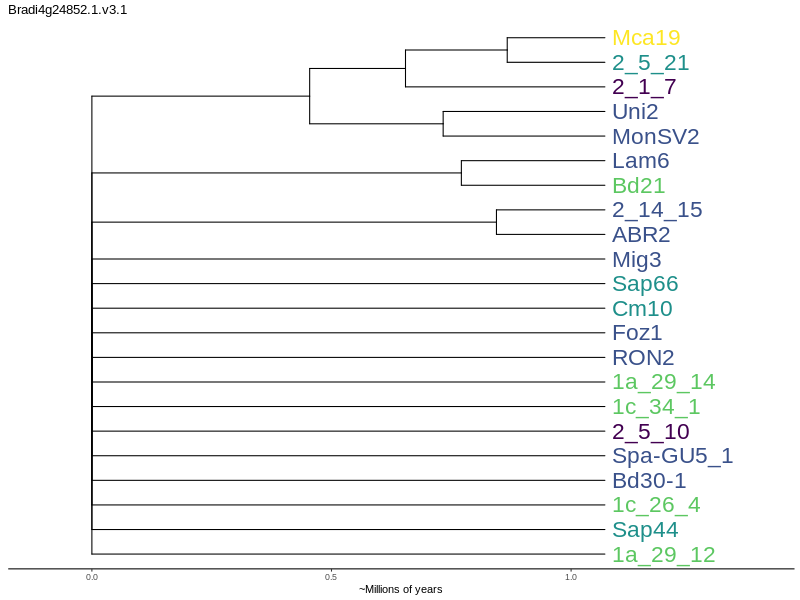 Bradi4g24852.1.v3.1
Mca19
2_5_21
2_1_7
Uni2
MonSV2
Lam6
Bd21
2_14_15
ABR2
Mig3
Sap66
Cm10
Foz1
RON2
1a_29_14
1c_34_1
2_5_10
Spa-GU5_1
Bd30-1
1c_26_4
Sap44
1a_29_12
0.0 0.5 1.0
~Millions of years